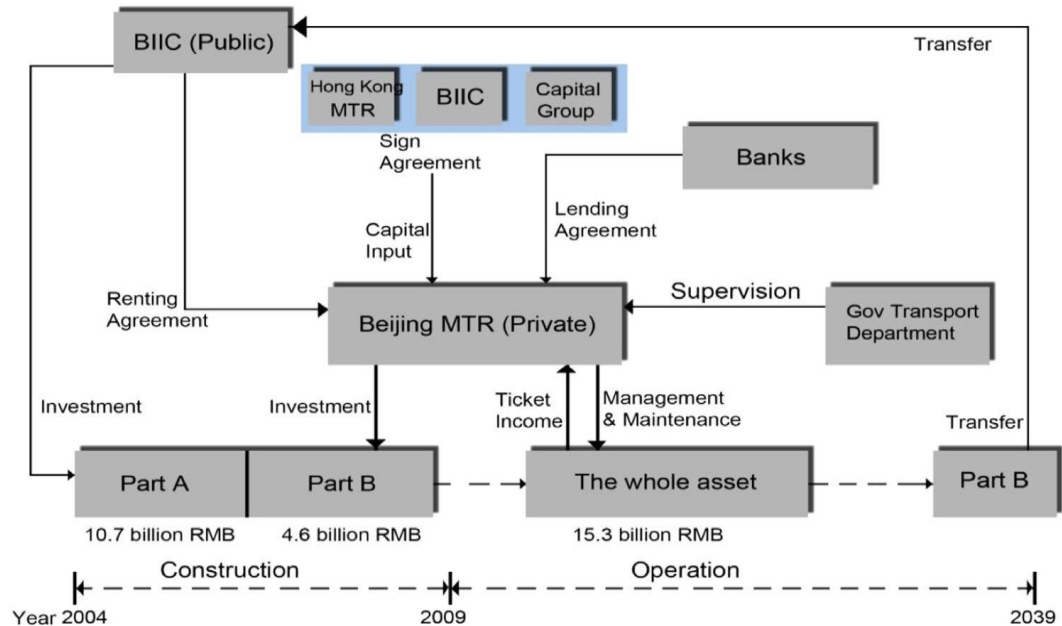 BIIC (Public)
Transfer
Hong Kong
MTR
BIIC
Capital
Group
Sign
Agreement
Banks
Capital
Input
Lending
Agreement
Renting
Agreement
Beijing MTR (Private)
Supervision
Gov Transport
Department
Investment
Investment
Ticket
Income
Management
& Maintenance
Transfer
Part A
Part B
The whole asset
Part B
10.7 billion RMB
4.6 billion RMB
15.3 billion RMB
Construction
Operation
Year 2004
2009
2039